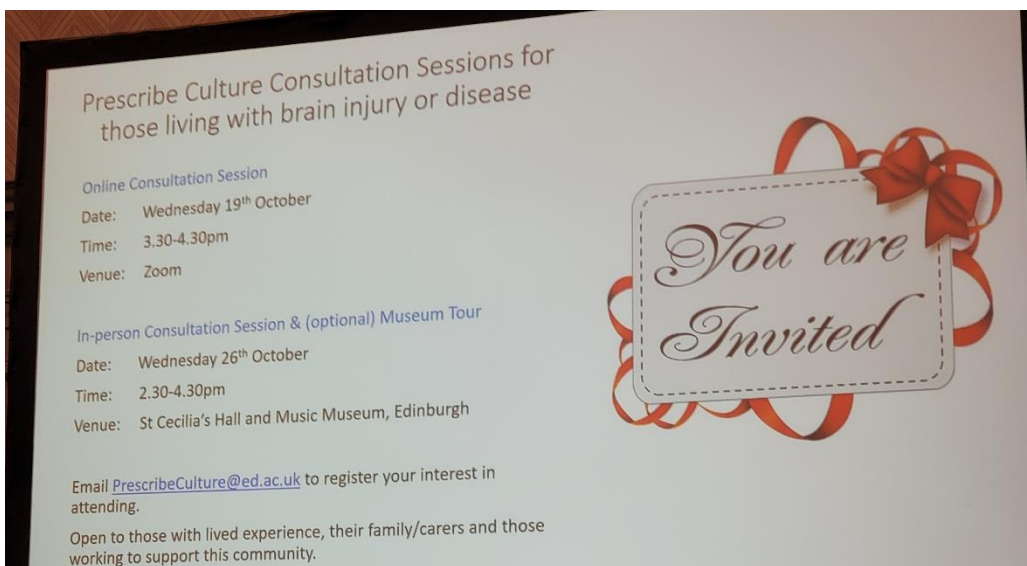 Prescribe Culture Consultation Sessions for
those living with brain injury or disease
Online Consultation Session
Date: Wednesday 19th October
Time: 3.30-4.30pm
Venue: Zoom
In-person Consultation Session & (optional) Museum Tour
Date: Wednesday 26th October
Time: 2.30-4.30pm
Venue: St Cecilia's Hall and Music Museum, Edinburgh
Email PrescribeCulture@ed.ac.uk to register your interest in
attending.
Open to those with lived experience, their family/carers and those
working to support this community.
You are
Invited